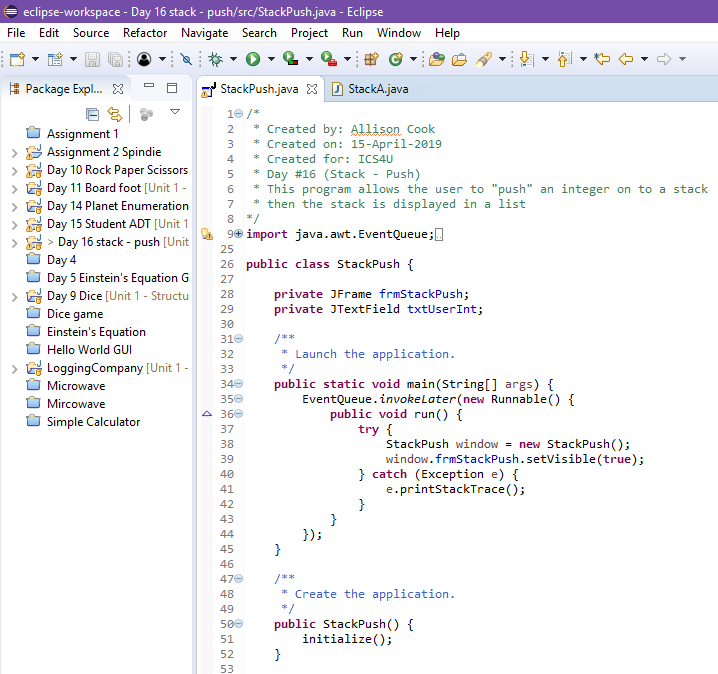 eclipse-workspace - Day 16 stack - push/src/StackPush.java - Eclipse
File Edit Source Refactor Navigate Search Project Run Window Help
Package Expl...
StackPush.java
StackA.java
Assignment 1
Assignment 2 Spindie
Day 10 Rock Paper Scissors
Day 11 Board foot [Unit 1 -
Day 14 Planet Enumeration
Day 15 Student ADT [Unit 1
> Day 16 stack - push [Unit
Day 4
Day 5 Einstein's Equation G
Day 9 Dice [Unit 1 - Structu
Dice game
Einstein's Equation
Hello World GUI
LoggingCompany [Unit 1 -
Microwave
Mircowave
Simple Calculator
1 /*
2 * Created by: Allison Cook
3 * Created on: 15-April-2019
4 * Created for: ICS4U
5 * Day #16 (Stack - Push)
6 * This program allows the user to "push" an integer on to a stack
7 * then the stack is displayed in a list
8 */
9 import java.awt.EventQueue;
25
26 public class StackPush {
27
28 private JFrame frmStackPush;
29 private JTextField txtUserInt;
30
31 /**
32 * Launch the application.
33 */
34 public static void main(String[] args) {
35 EventQueue.invokeLater(new Runnable() {
36 public void run() {
37 try {
38 StackPush window = new StackPush();
39 window.frmStackPush.setVisible(true);
40 } catch (Exception e) {
41 e.printStackTrace();
42 }
43 }
44 });
45 }
46
47 /**
48 * Create the application.
49 */
50 public StackPush() {
51 initialize();
52 }
53